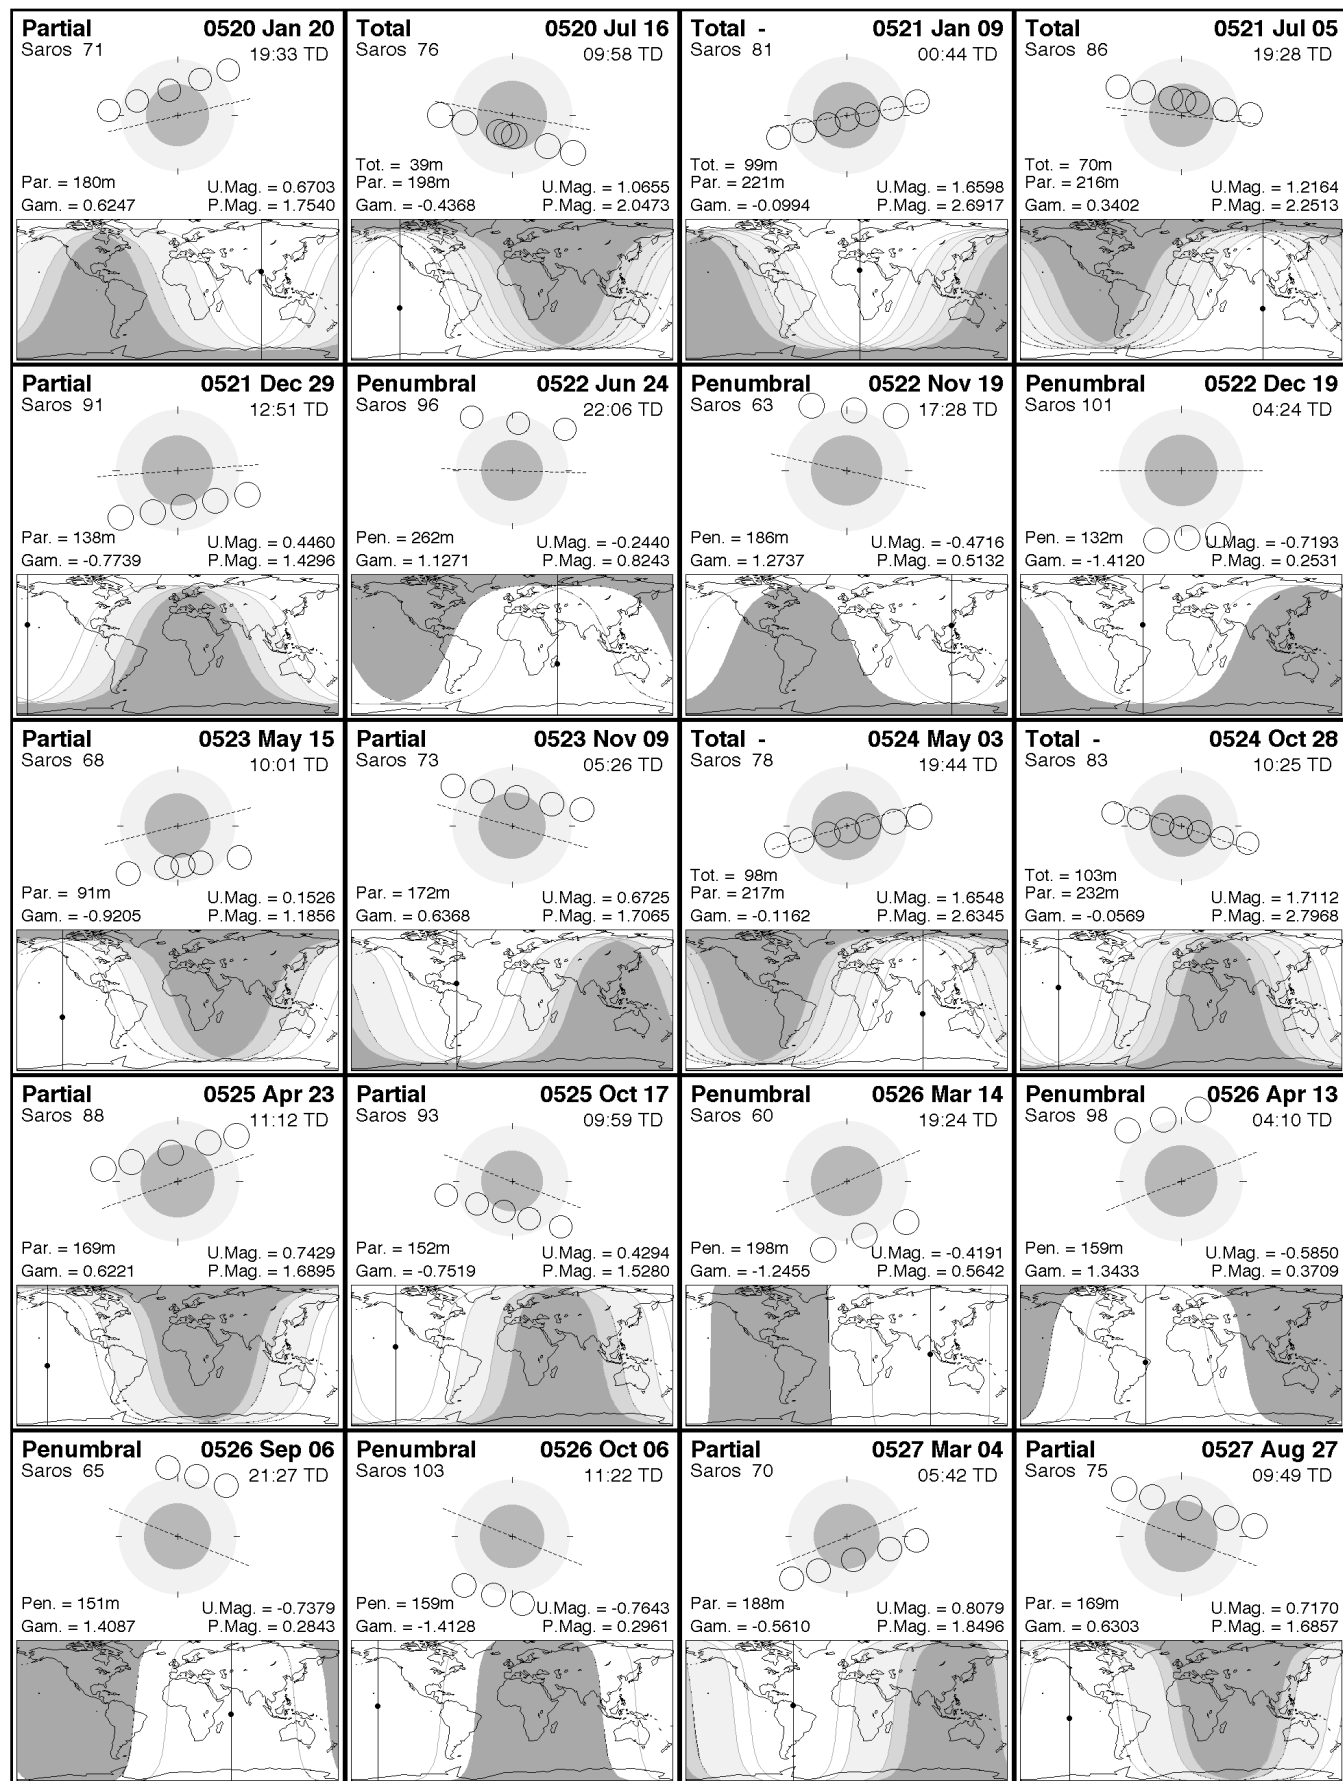 Partial 0520 Jan 20
Saros 71 19:33 TD
Par. = 180m U.Mag. = 0.6703
Gam. = 0.6247 P.Mag. = 1.7540
Total 0520 Jul 16
Saros 76 09:58 TD
Tot. = 39m
Par. = 198m U.Mag. = 1.0655
Gam. = -0.4368 P.Mag. = 2.0473
Total - 0521 Jan 09
Saros 81 00:44 TD
Tot. = 99m
Par. = 221m U.Mag. = 1.6598
Gam. = -0.0994 P.Mag. = 2.6917
Total 0521 Jul 05
Saros 86 19:28 TD
Tot. = 70m
Par. = 216m U.Mag. = 1.2164
Gam. = 0.3402 P.Mag. = 2.2513
Partial 0521 Dec 29
Saros 91 12:51 TD
Par. = 138m U.Mag. = 0.4460
Gam. = -0.7739 P.Mag. = 1.4296
Penumbral 0522 Jun 24
Saros 96 22:06 TD
Pen. = 262m U.Mag. = -0.2440
Gam. = 1.1271 P.Mag. = 0.8243
Penumbral 0522 Nov 19
Saros 63 17:28 TD
Pen. = 186m U.Mag. = -0.4716
Gam. = 1.2737 P.Mag. = 0.5132
Penumbral 0522 Dec 19
Saros 101 04:24 TD
Pen. = 132m U.Mag. = -0.7193
Gam. = -1.4120 P.Mag. = 0.2531
Partial 0523 May 15
Saros 68 10:01 TD
Par. = 91m U.Mag. = 0.1526
Gam. = -0.9205 P.Mag. = 1.1856
Partial 0523 Nov 09
Saros 73 05:26 TD
Par. = 172m U.Mag. = 0.6725
Gam. = 0.6368 P.Mag. = 1.7065
Total - 0524 May 03
Saros 78 19:44 TD
Tot. = 98m
Par. = 217m U.Mag. = 1.6548
Gam. = -0.1162 P.Mag. = 2.6345
Total - 0524 Oct 28
Saros 83 10:25 TD
Tot. = 103m
Par. = 232m U.Mag. = 1.7112
Gam. = -0.0569 P.Mag. = 2.7968
Partial 0525 Apr 23
Saros 88 11:12 TD
Par. = 169m U.Mag. = 0.7429
Gam. = 0.6221 P.Mag. = 1.6895
Partial 0525 Oct 17
Saros 93 09:59 TD
Par. = 152m U.Mag. = 0.4294
Gam. = -0.7519 P.Mag. = 1.5280
Penumbral 0526 Mar 14
Saros 60 19:24 TD
Pen. = 198m U.Mag. = -0.4191
Gam. = -1.2455 P.Mag. = 0.5642
Penumbral 0526 Apr 13
Saros 98 04:10 TD
Pen. = 159m U.Mag. = -0.5850
Gam. = 1.3433 P.Mag. = 0.3709
Penumbral 0526 Sep 06
Saros 65 21:27 TD
Pen. = 151m U.Mag. = -0.7379
Gam. = 1.4087 P.Mag. = 0.2843
Penumbral 0526 Oct 06
Saros 103 11:22 TD
Pen. = 159m U.Mag. = -0.7643
Gam. = -1.4128 P.Mag. = 0.2961
Partial 0527 Mar 04
Saros 70 05:42 TD
Par. = 188m U.Mag. = 0.8079
Gam. = -0.5610 P.Mag. = 1.8496
Partial 0527 Aug 27
Saros 75 09:49 TD
Par. = 169m U.Mag. = 0.7170
Gam. = 0.6303 P.Mag. = 1.6857